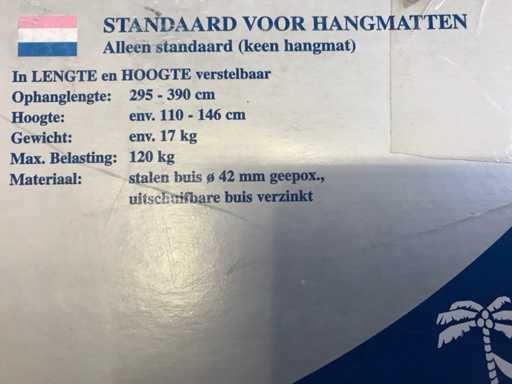 STANDAARD VOOR HANGMATTEN
Alleen standaard (keen hangmat)
In LENGTE en HOOGTE verstelbaar
Ophanglengte: 295 - 390 cm
Hoogte: env. 110 - 146 cm
Gewicht: env. 17 kg
Max. Belasting: 120 kg
Materiaal: stalen buis ø 42 mm geepox.,
uitschuifbare buis verzinkt